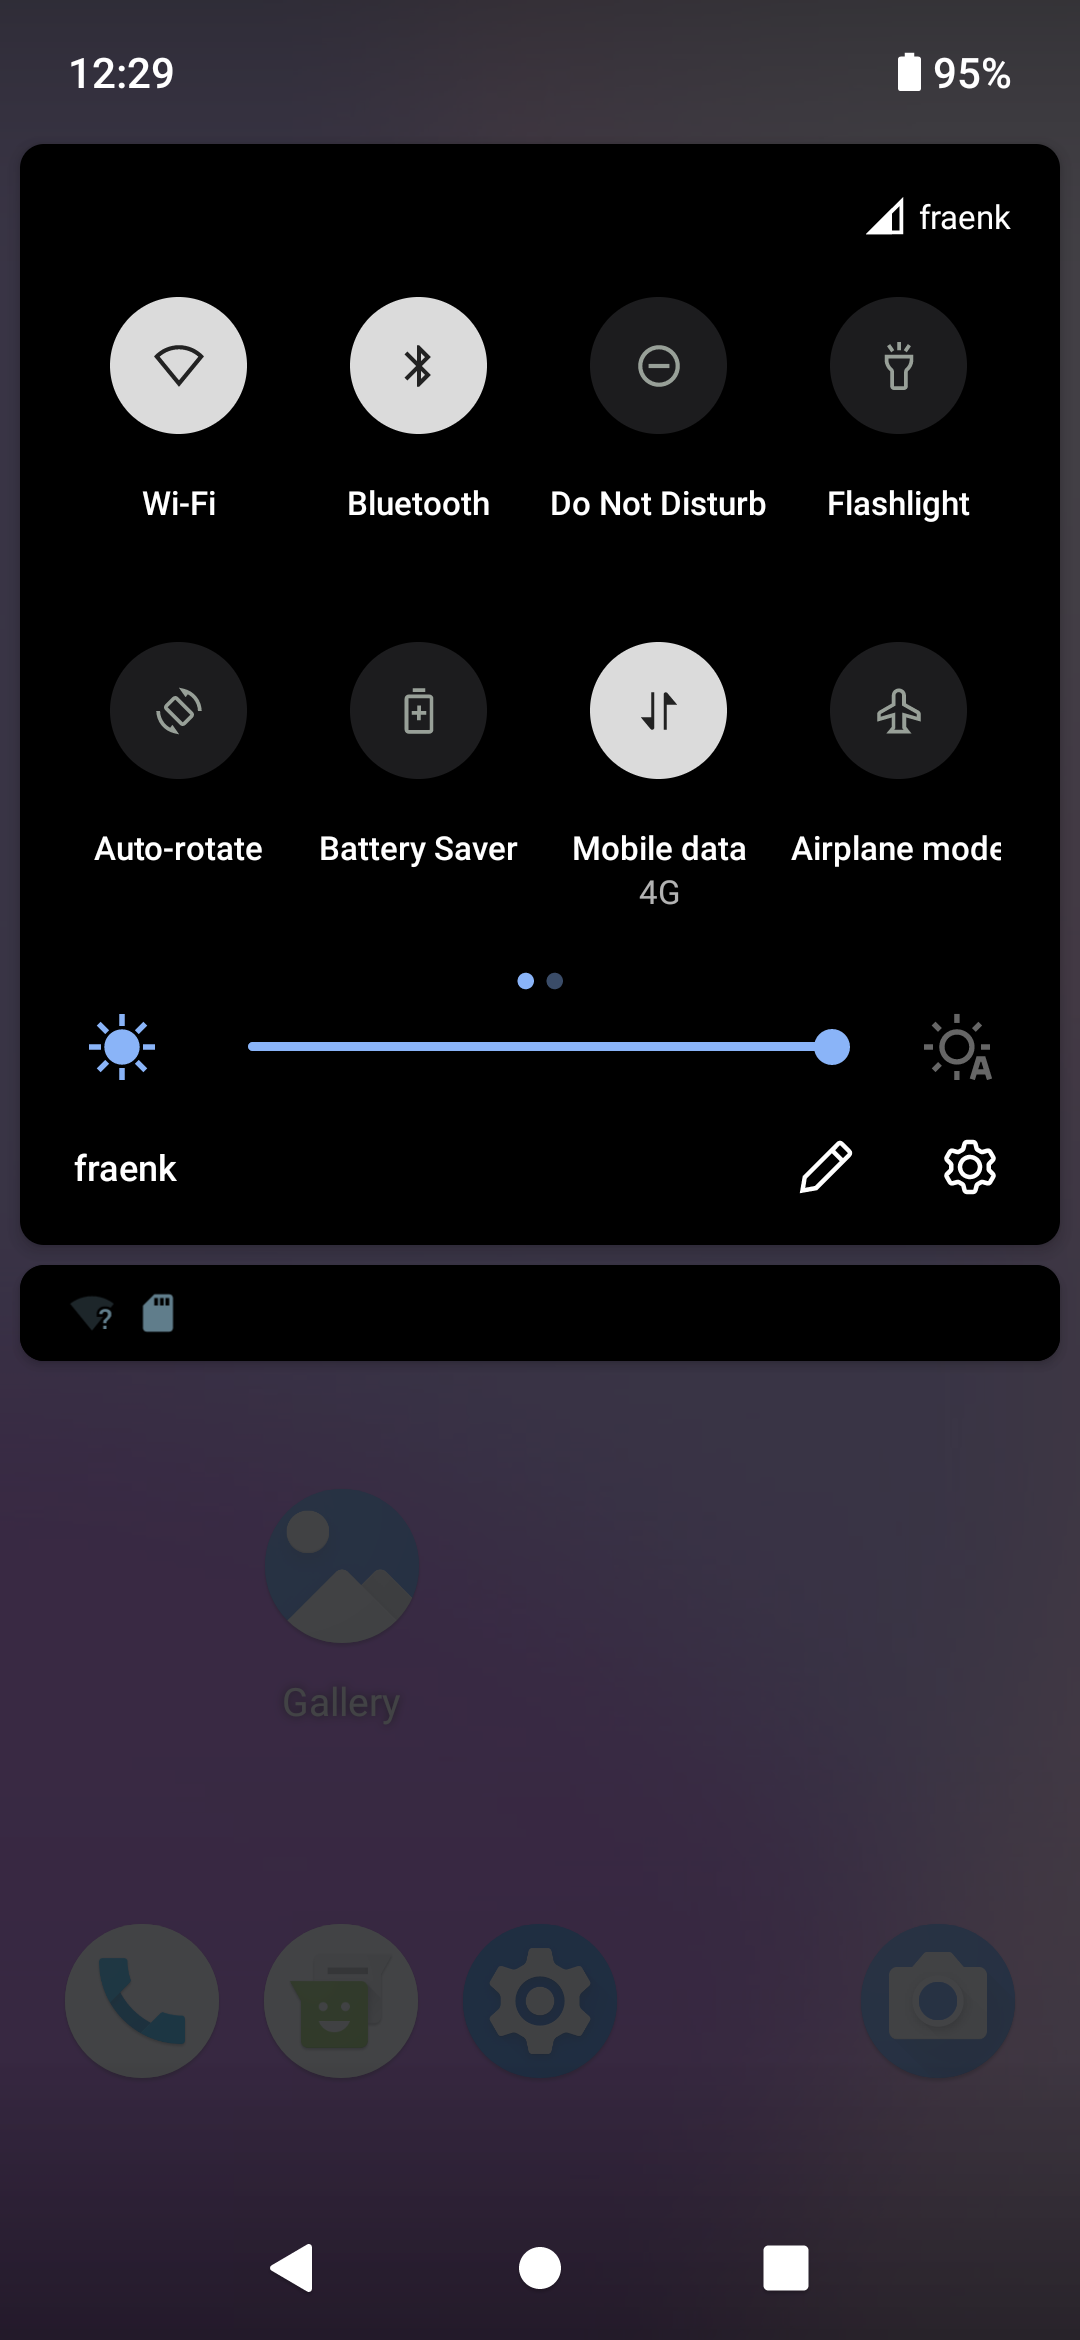 12:29 95%
fraenk
Wi-Fi Bluetooth Do Not Disturb Flashlight
Auto-rotate Battery Saver Mobile data Airplane mode
4G
A
fraenk
?
Gallery